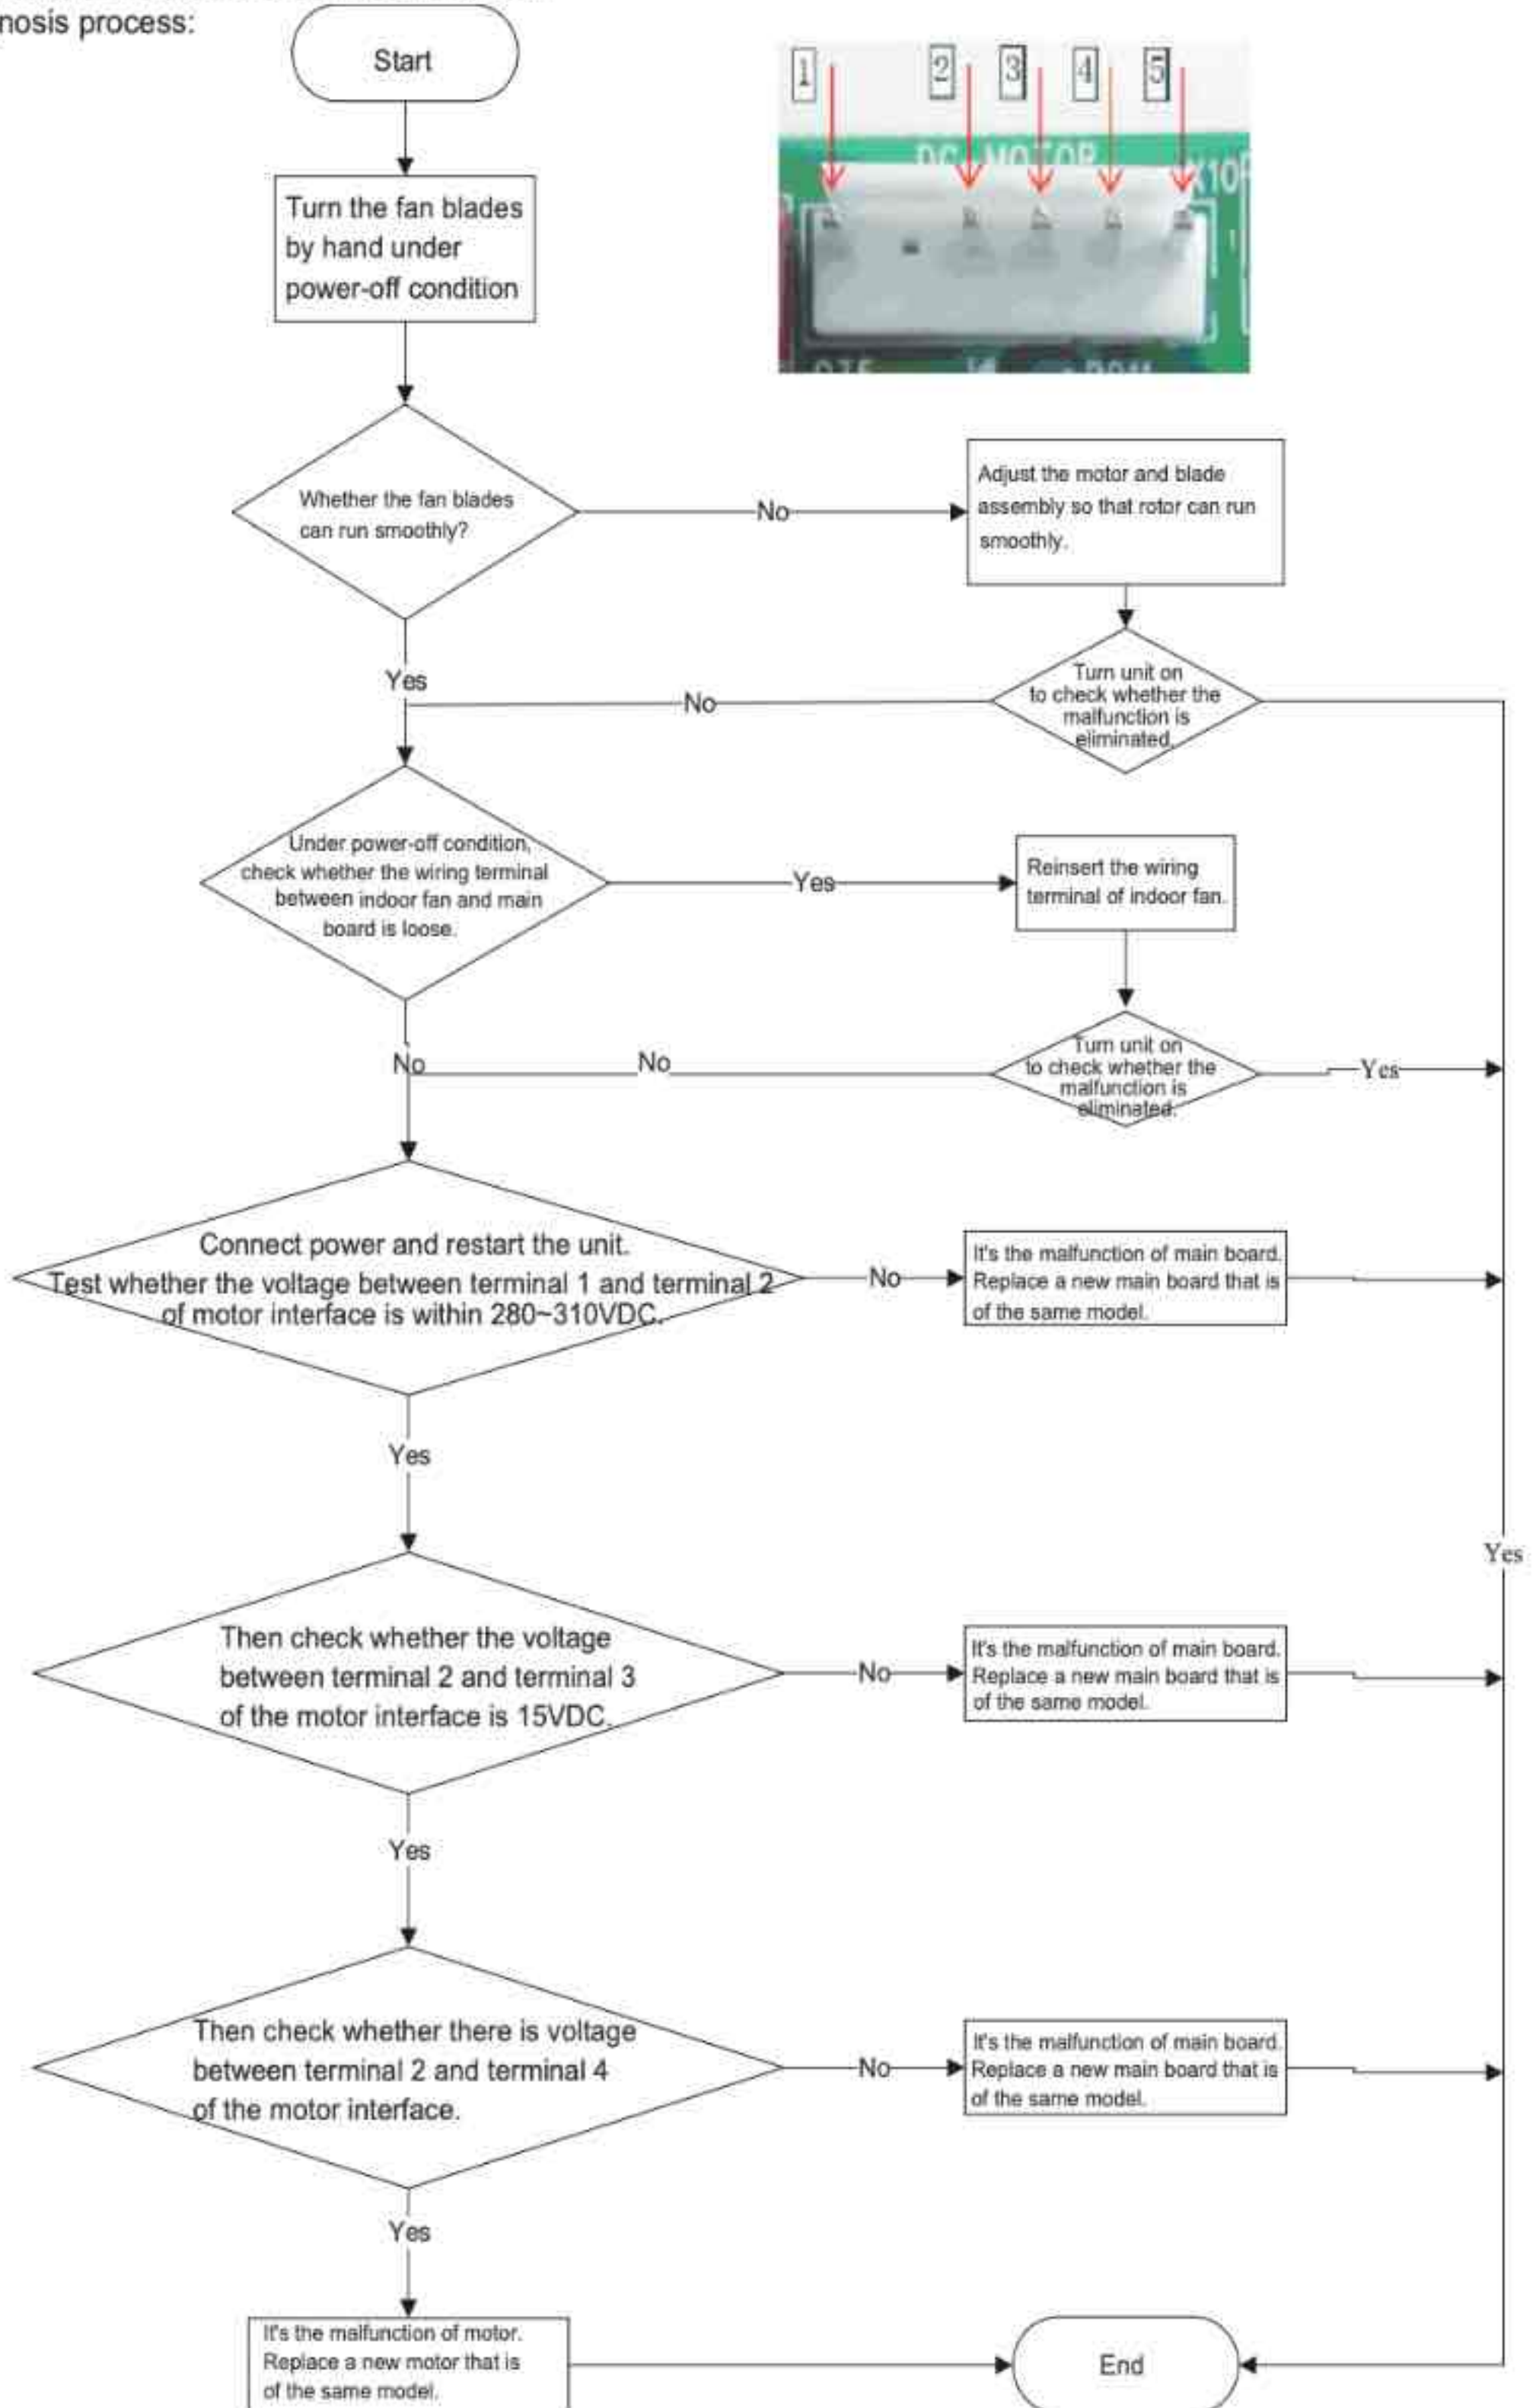 nosis process:
Start
1
2
3
4
5
DC-MOTOR
Turn the fan blades
by hand under
power-off condition
Whether the fan blades
can run smoothly?
No
Adjust the motor and blade
assembly so that rotor can run
smoothly.
Yes
No
Turn unit on
to check whether the
malfunction is
eliminated.
Under power-off condition,
check whether the wiring terminal
between indoor fan and main
board is loose.
Yes
Reinsert the wiring
terminal of indoor fan.
No
No
Turn unit on
to check whether the
malfunction is
eliminated.
Yes
Connect power and restart the unit.
Test whether the voltage between terminal 1 and terminal 2
of motor interface is within 280~310VDC.
No
It's the malfunction of main board.
Replace a new main board that is
of the same model.
Yes
Yes
Then check whether the voltage
between terminal 2 and terminal 3
of the motor interface is 15VDC.
No
It's the malfunction of main board.
Replace a new main board that is
of the same model.
Yes
Then check whether there is voltage
between terminal 2 and terminal 4
of the motor interface.
No
It's the malfunction of main board.
Replace a new main board that is
of the same model.
Yes
It's the malfunction of motor.
Replace a new motor that is
of the same model.
End